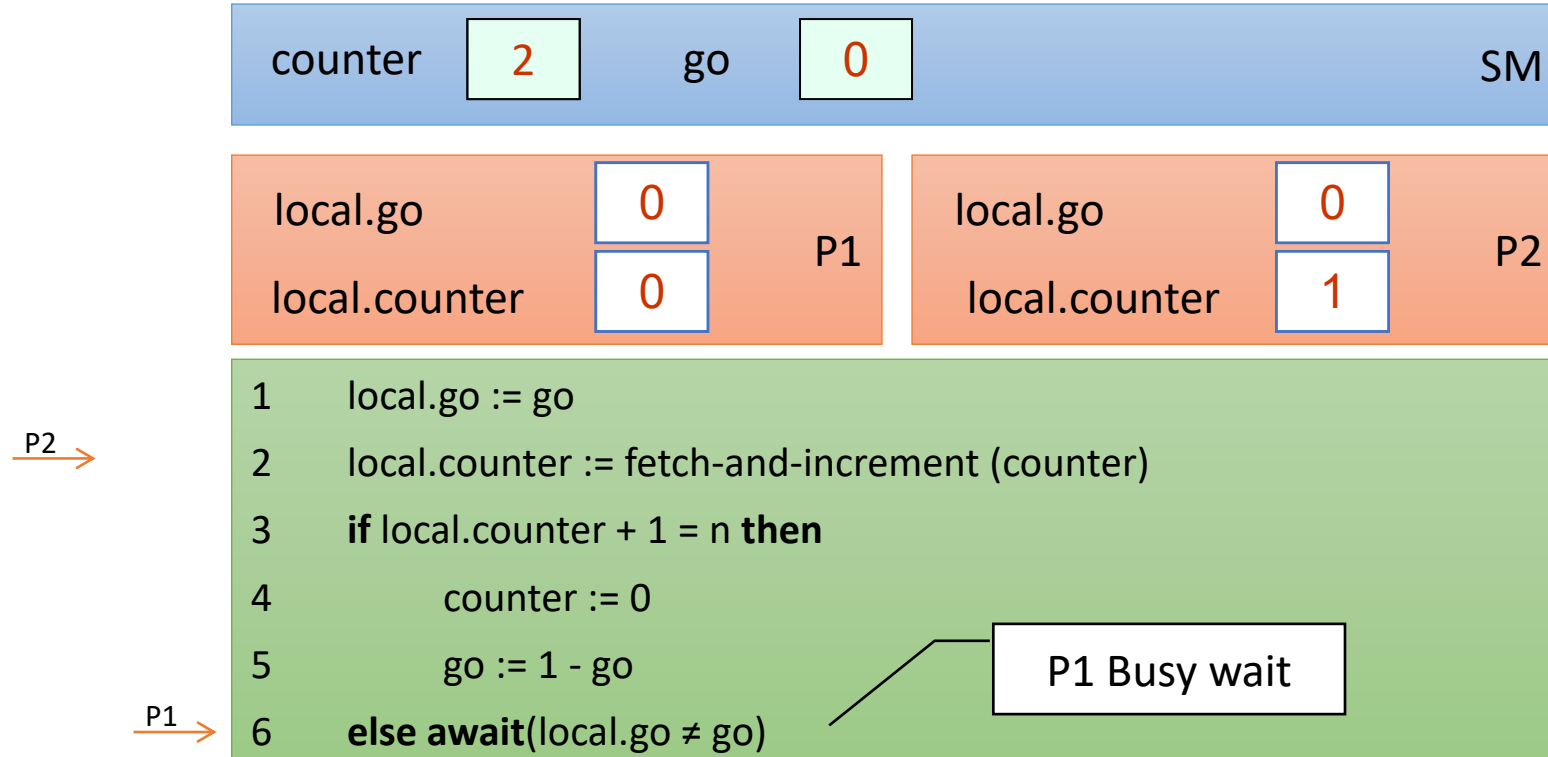 counter 2 go 0 SM
local.go 0
local.counter 0
P1
local.go 0
local.counter 1
P2
1 local.go := go
P2
2 local.counter := fetch-and-increment (counter)
3 if local.counter + 1 = n then
4 counter := 0
5 go := 1 - go
P1 Busy wait
P1
6 else await(local.go ≠ go)